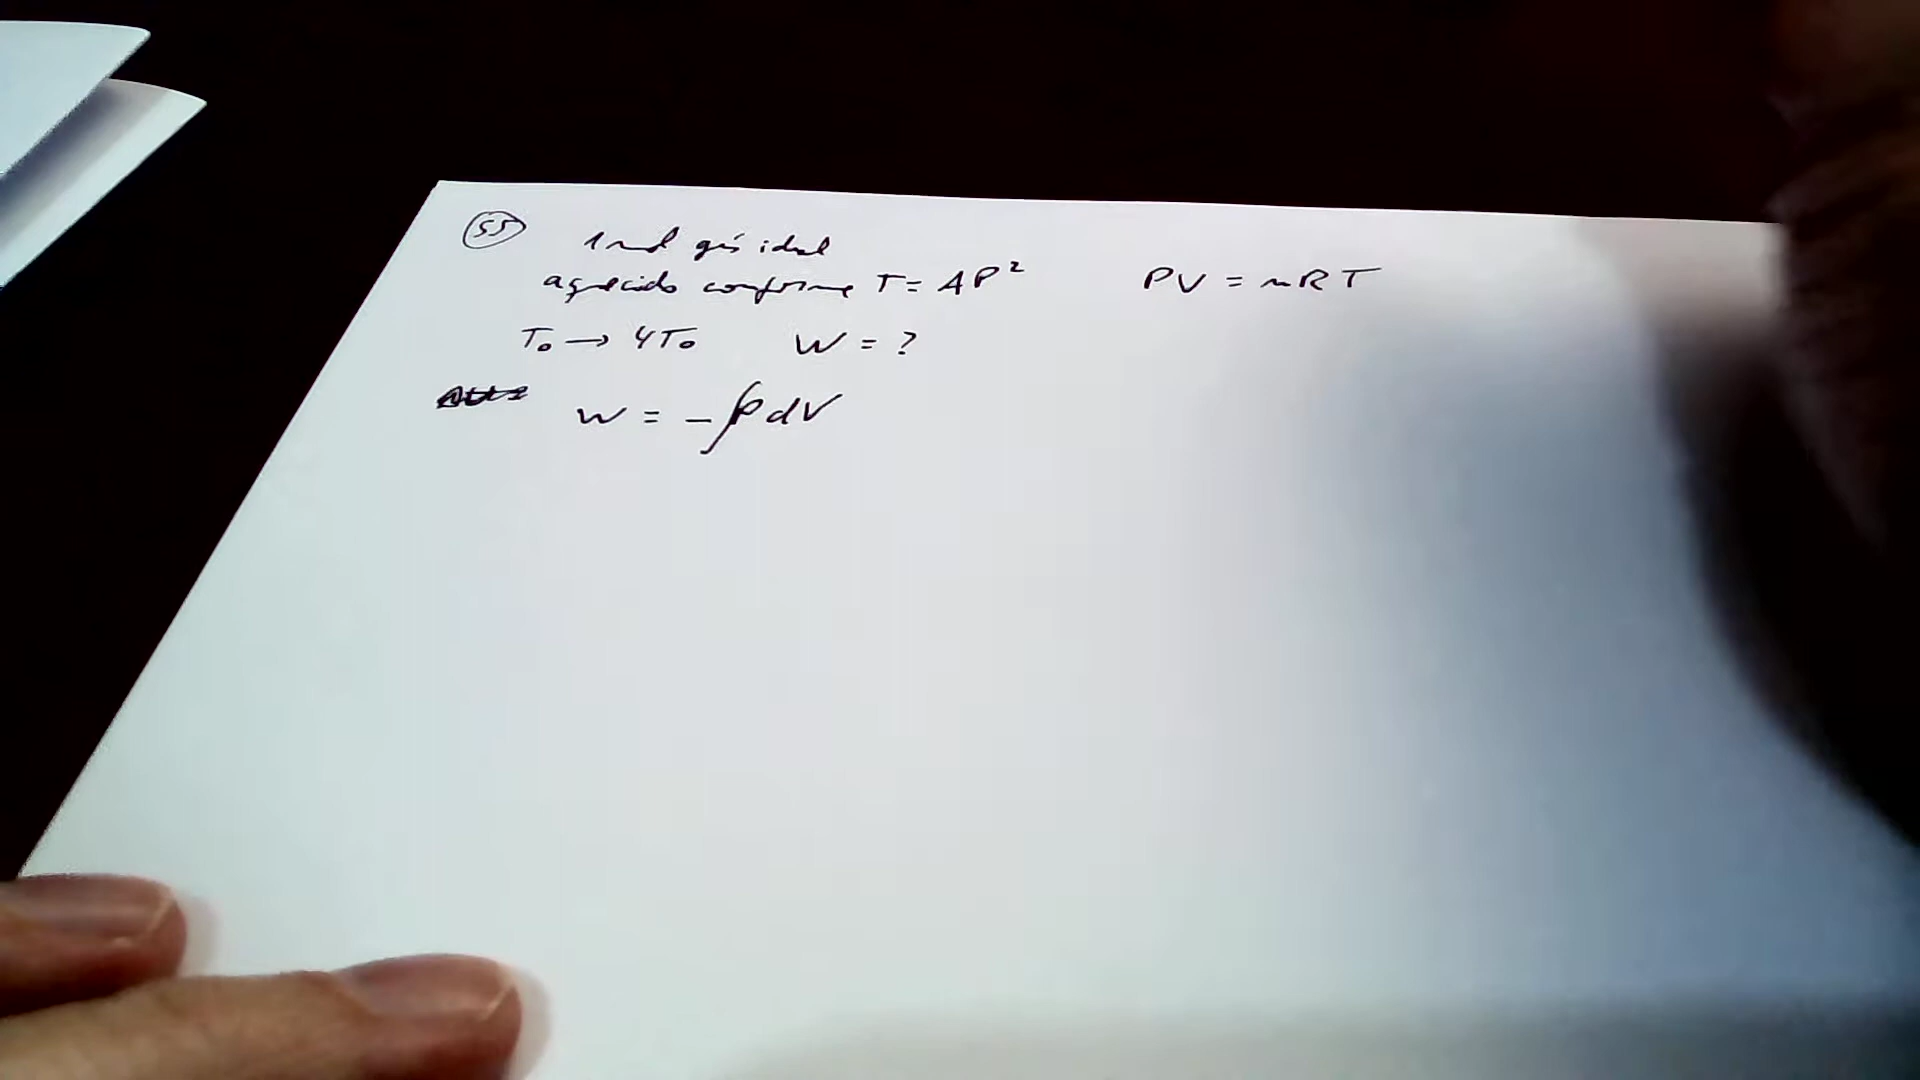 55 1 mol gás ideal
aquecido conforme T = AP² PV = nRT
T₀ → 4T₀ W = ?
W = -∫PdV